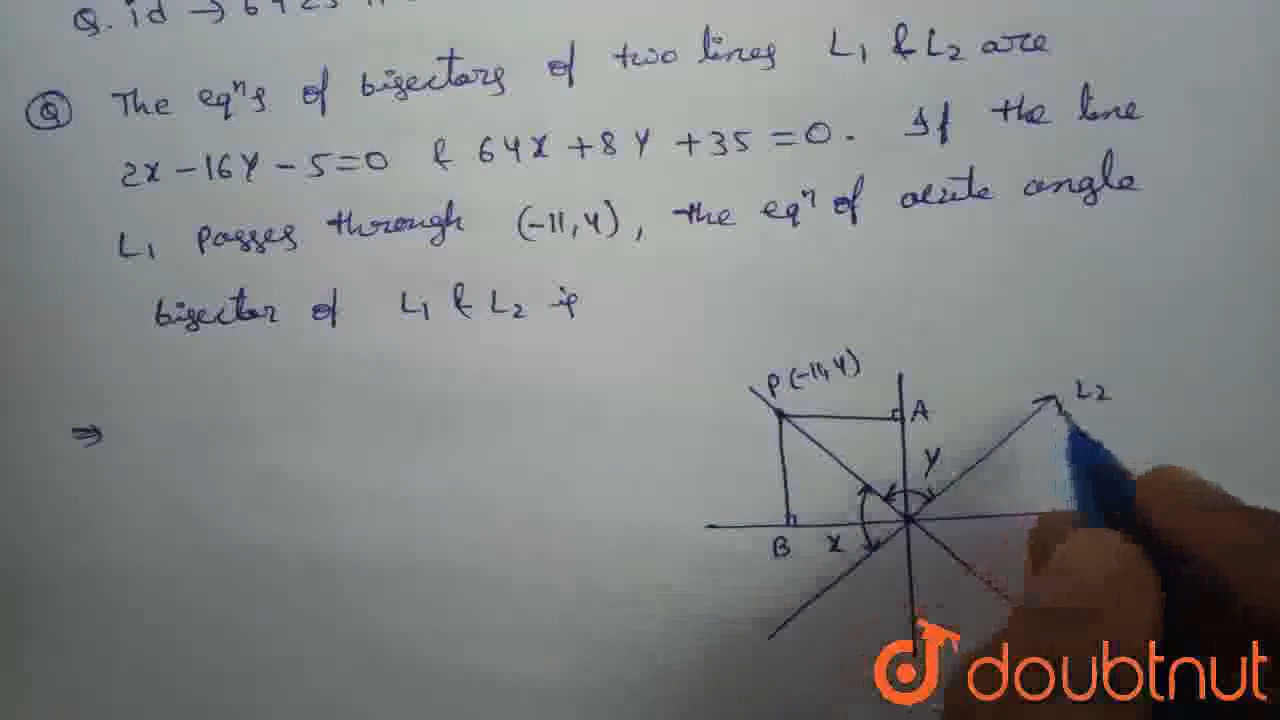 Q. id → 6425
Q The eqⁿs of bisectors of two lines L₁ & L₂ are
2x - 16y - 5 = 0 & 64x + 8y + 35 = 0. If the line
L₁ passes through (-11, 4), the eqⁿ of acute angle
bisector of L₁ & L₂ is
⇒
P(-11, 4)
A
L2
y
B
x
doubtnut